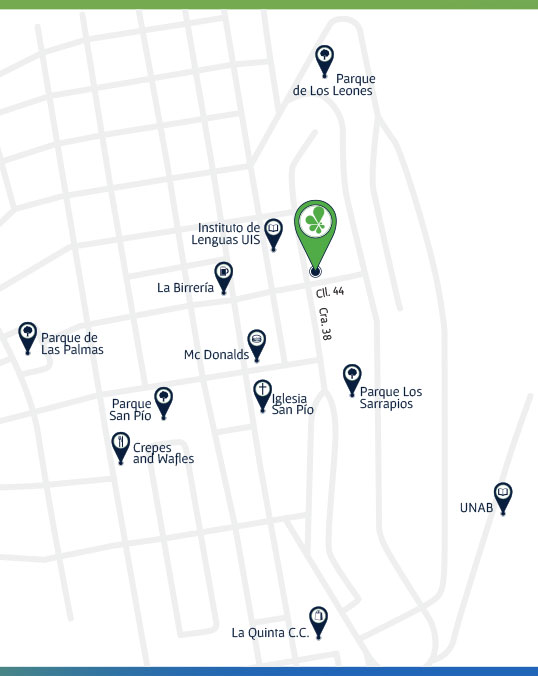 Parque
de Los Leones
Instituto de
Lenguas UIS
La Birrería
Cll. 44
Cra. 38
Parque de
Las Palmas
Mc Donalds
Parque Los
Sarrapios
Iglesia
San Pío
Parque
San Pío
Crepes
and Wafles
UNAB
La Quinta C.C.